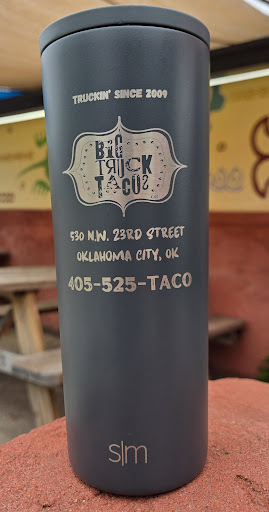 TRUCKIN' SINCE 2009
BIG
TRUCK
TACOS
530 N.W. 23RD STREET
OKLAHOMA CITY, OK
405-525-TACO
s|m